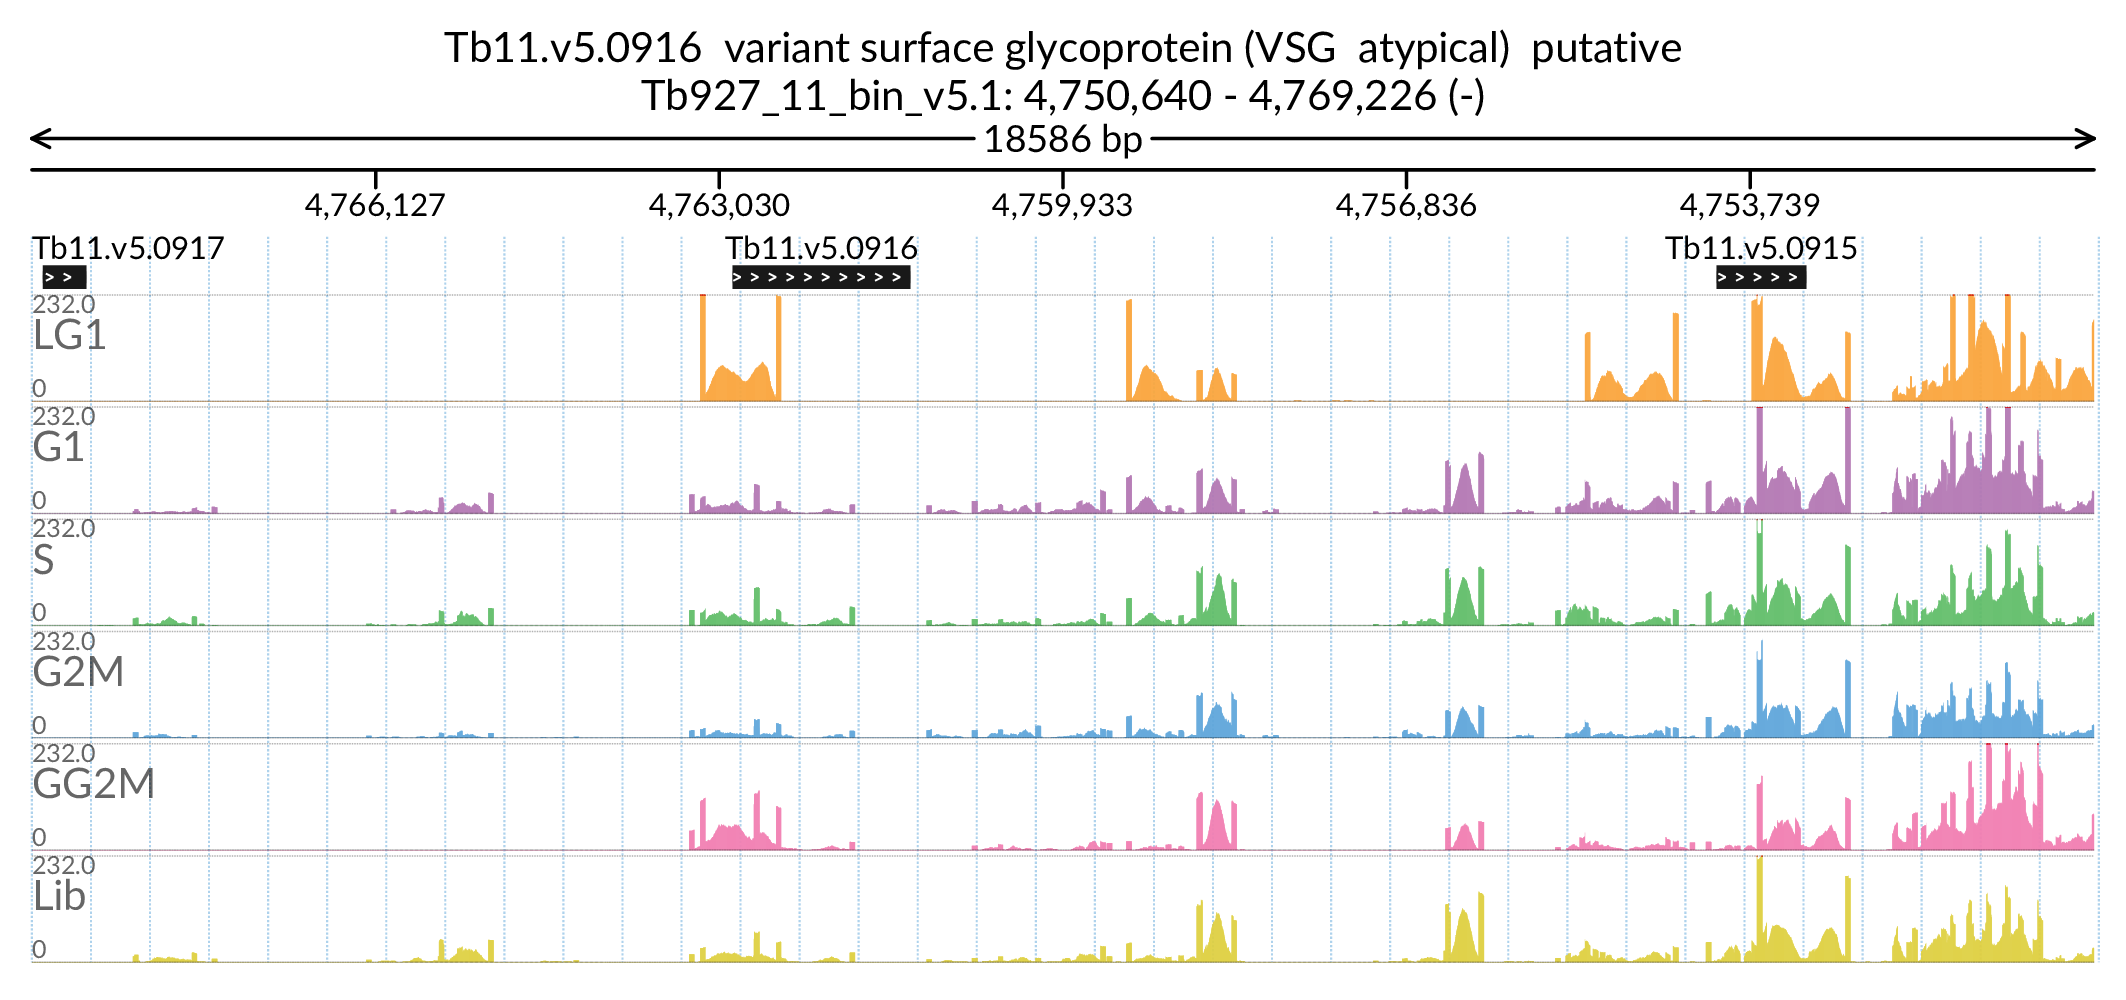 Tb11.v5.0916  variant surface glycoprotein (VSG  atypical)  putative
Tb927_11_bin_v5.1: 4,750,640 - 4,769,226 (-)
18586 bp
4,766,127 4,763,030 4,759,933 4,756,836 4,753,739
Tb11.v5.0917 Tb11.v5.0916 Tb11.v5.0915
232.0
LG1
0
232.0
G1
0
232.0
S
0
232.0
G2M
0
232.0
GG2M
0
232.0
Lib
0